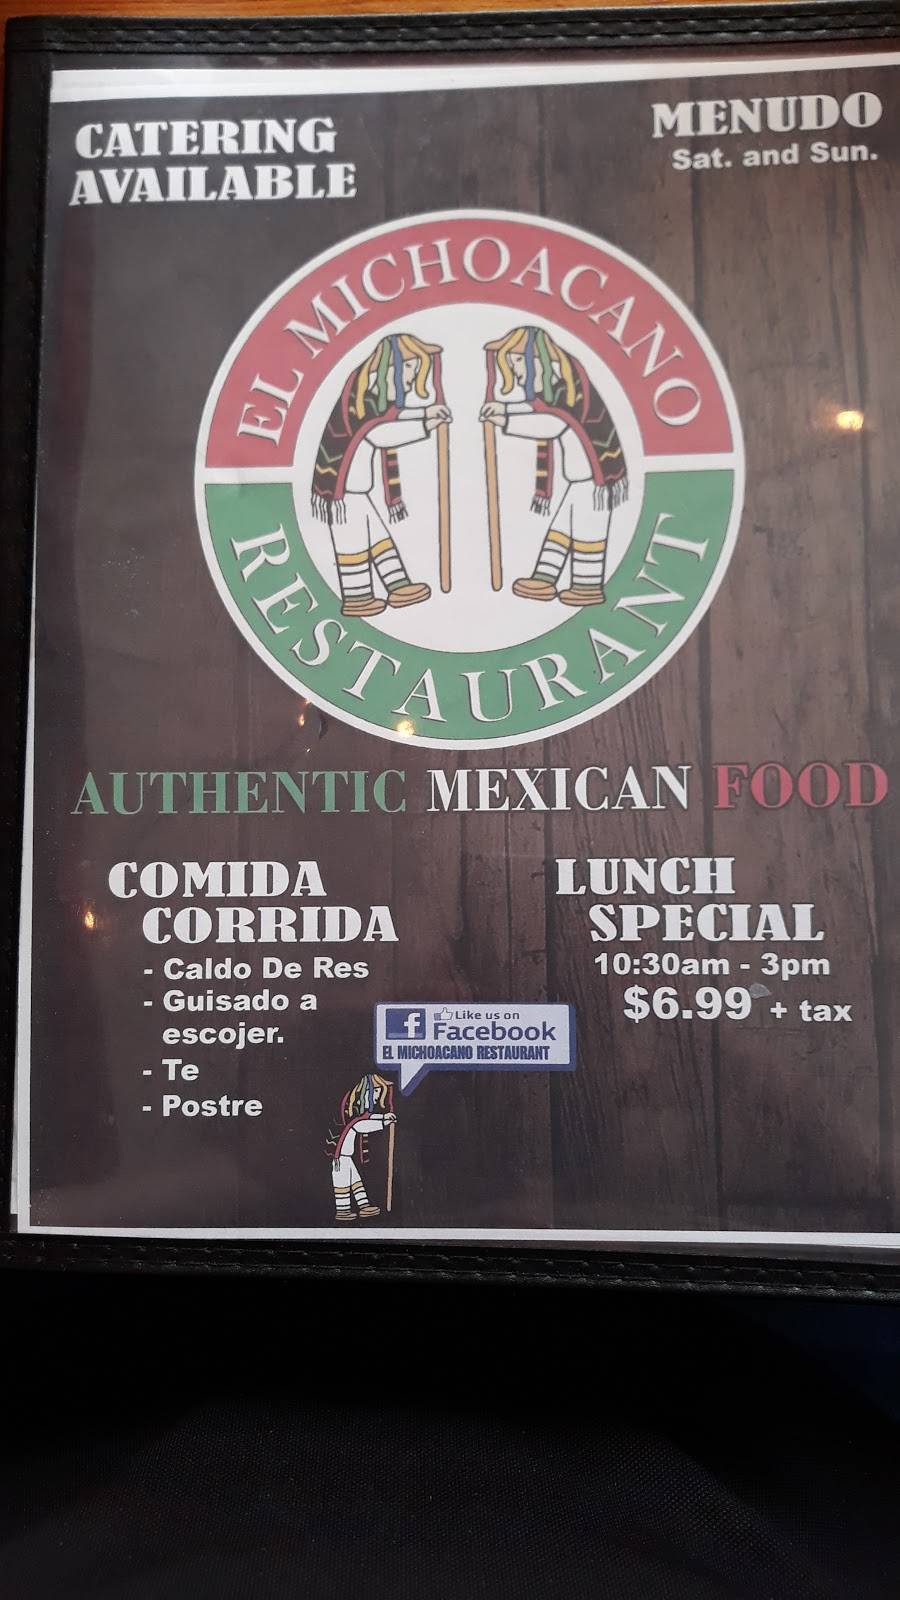 CATERING
AVAILABLE
MENUDO
Sat. and Sun.
EL MICHOACANO
RESTAURANT
AUTHENTIC MEXICAN FOOD
COMIDA
CORRIDA
- Caldo De Res
- Guisado a
escojer.
- Te
- Postre
LUNCH
SPECIAL
10:30am - 3pm
$6.99 + tax
f Like us on
Facebook
EL MICHOACANO RESTAURANT